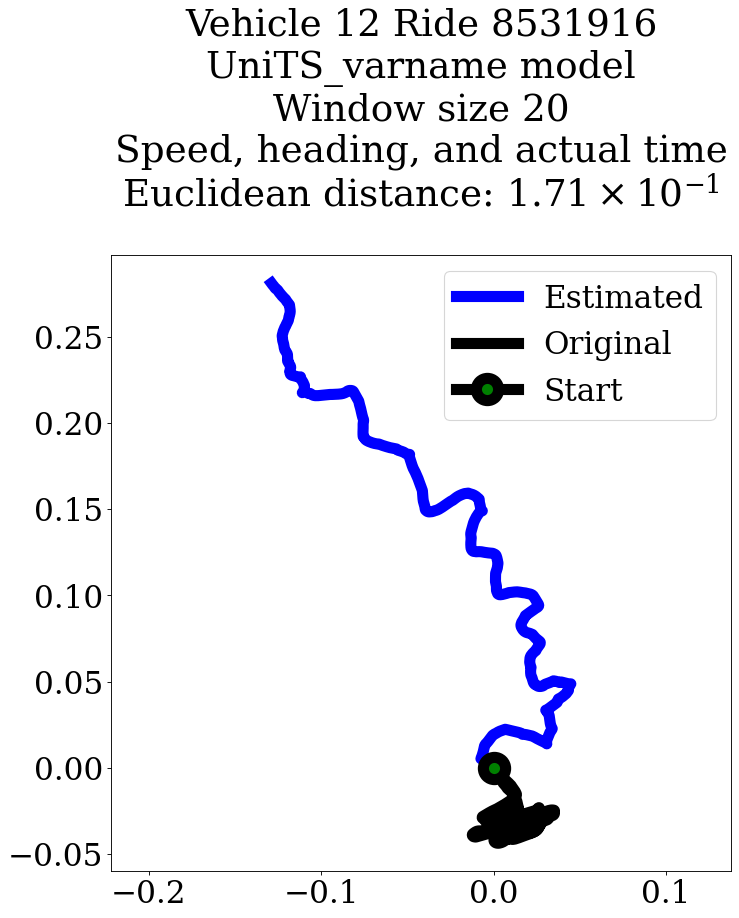 Vehicle 12 Ride 8531916
UniTS_varname model
Window size 20
Speed, heading, and actual time
Euclidean distance: 1.71 × 10⁻¹
Estimated
Original
Start
0.25
0.20
0.15
0.10
0.05
0.00
−0.05
−0.2
−0.1
0.0
0.1